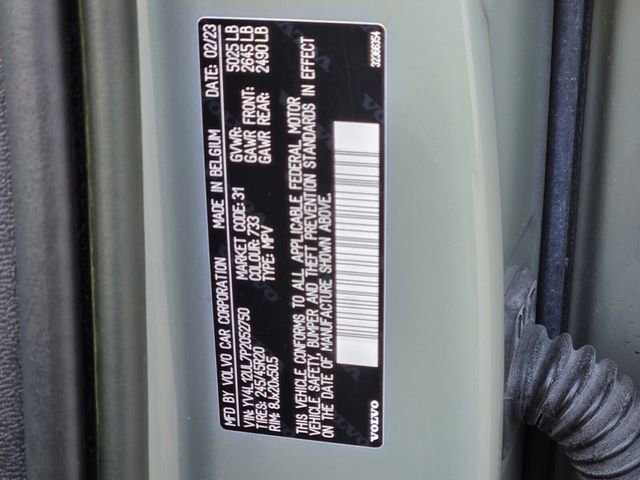 MFD BY VOLVO CAR CORPORATION MADE IN BELGIUM DATE: 02/23
VIN: YV4L12UL7P2052750 MARKET CODE: 31 GVWR: 5025 LB
TIRES: 245/45R20 COLOUR: 733 GAWR FRONT: 2645 LB
RIM: 8Jx20x50.5 TYPE: MPV GAWR REAR: 2490 LB
THIS VEHICLE CONFORMS TO ALL APPLICABLE FEDERAL MOTOR
VEHICLE SAFETY, BUMPER AND THEFT PREVENTION STANDARDS IN EFFECT
ON THE DATE OF MANUFACTURE SHOWN ABOVE.
VOLVO 32366354